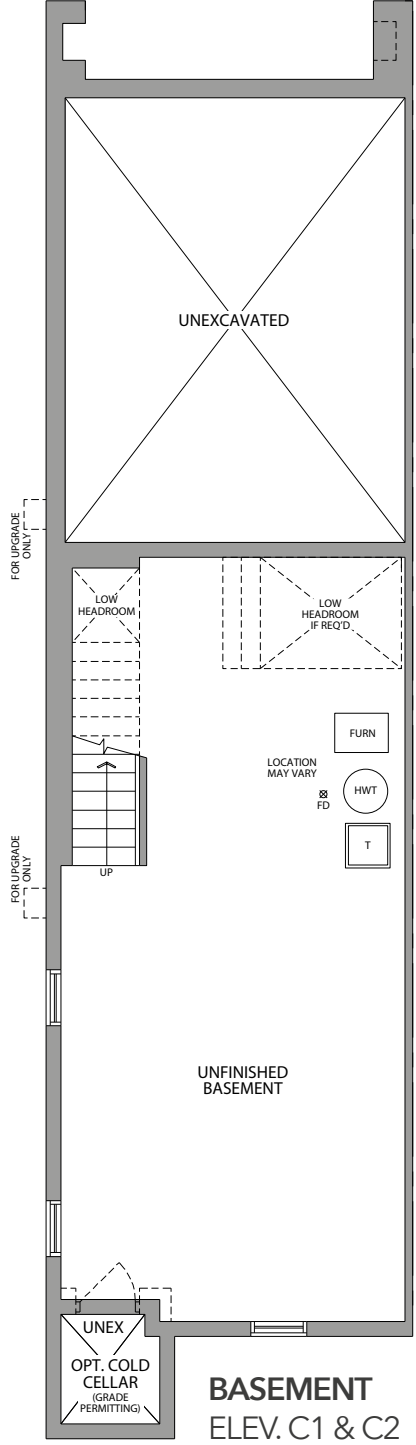 UNEXCAVATED
FOR UPGRADE
ONLY
LOW
HEADROOM
LOW
HEADROOM
IF REQ'D
FURN
LOCATION
MAY VARY
HWT
FD
T
UP
FOR UPGRADE
ONLY
UNFINISHED
BASEMENT
UNEX
OPT. COLD
CELLAR
(GRADE
PERMITTING)
BASEMENT
ELEV. C1 & C2